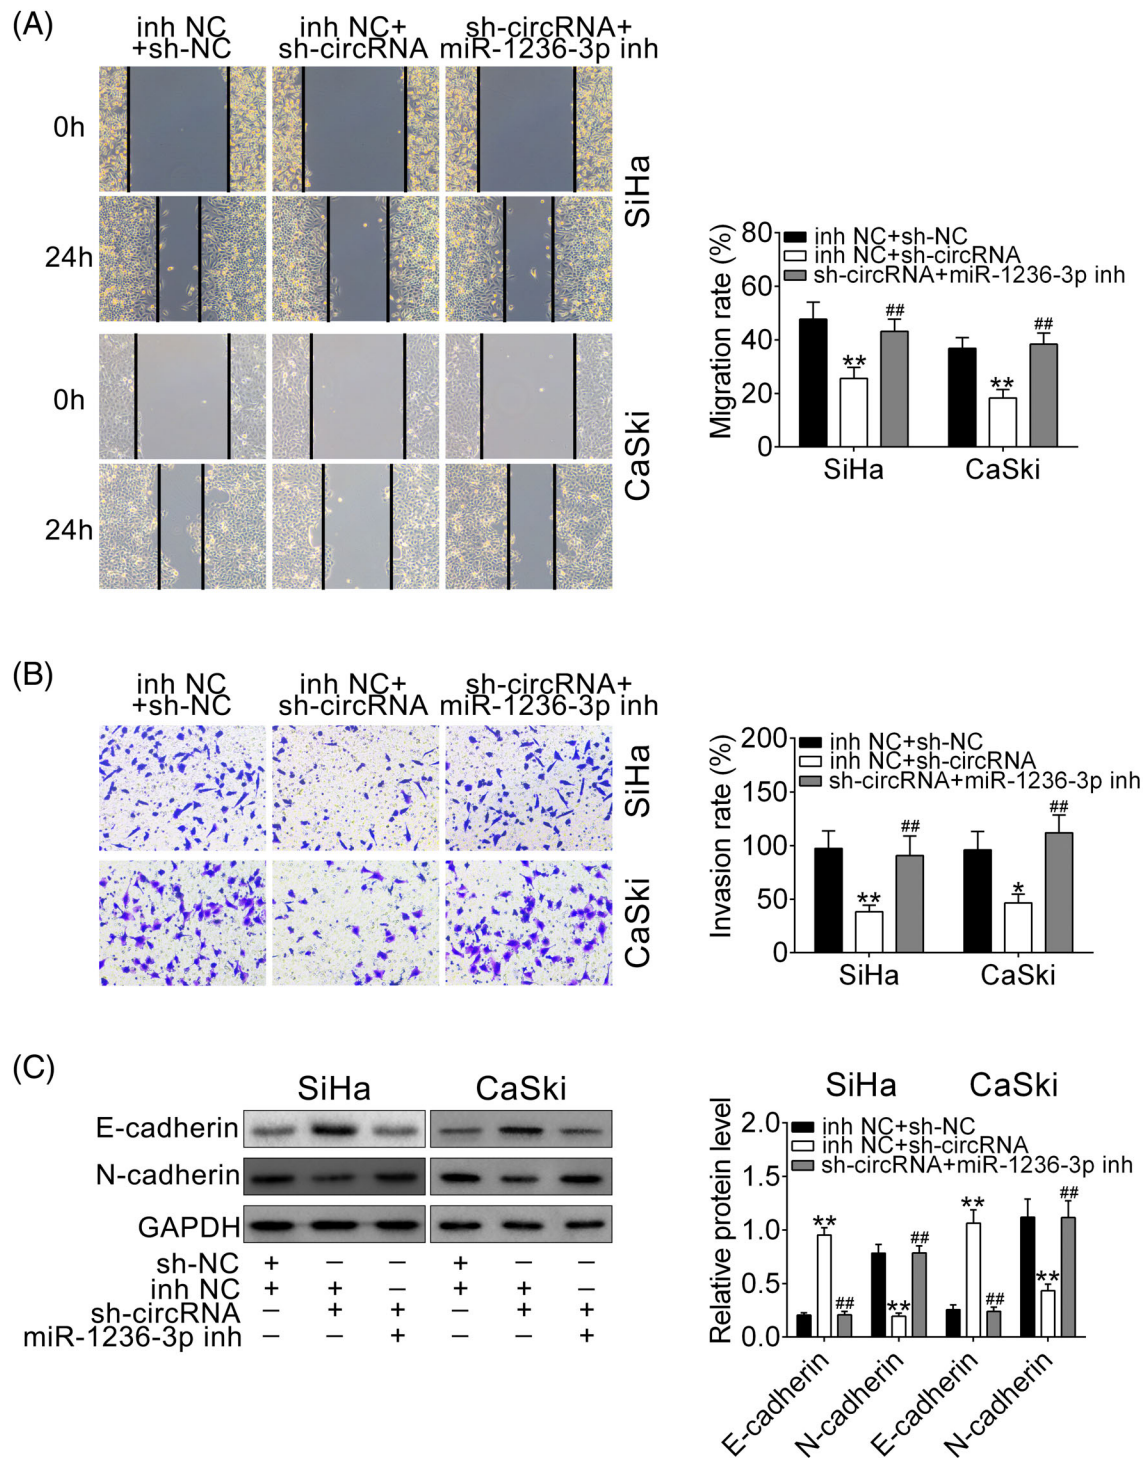 (A)
inh NC
+sh-NC
inh NC+
sh-circRNA
sh-circRNA+
miR-1236-3p inh
0h
24h
SiHa
0h
24h
CaSki
Migration rate (%)
80
60
40
20
0
inh NC+sh-NC
inh NC+sh-circRNA
sh-circRNA+miR-1236-3p inh
**
##
**
##
SiHa
CaSki
(B)
inh NC
+sh-NC
inh NC+
sh-circRNA
sh-circRNA+
miR-1236-3p inh
SiHa
CaSki
Invasion rate (%)
200
150
100
50
0
inh NC+sh-NC
inh NC+sh-circRNA
sh-circRNA+miR-1236-3p inh
**
##
*
##
SiHa
CaSki
(C)
SiHa
CaSki
E-cadherin
N-cadherin
GAPDH
sh-NC + − − + − −
inh NC + + − + + −
sh-circRNA − + + − + +
miR-1236-3p inh − − + − − +
SiHa
CaSki
Relative protein level
2.0
1.5
1.0
0.5
0.0
inh NC+sh-NC
inh NC+sh-circRNA
sh-circRNA+miR-1236-3p inh
**
##
**
##
**
##
**
##
E-cadherin
N-cadherin
E-cadherin
N-cadherin